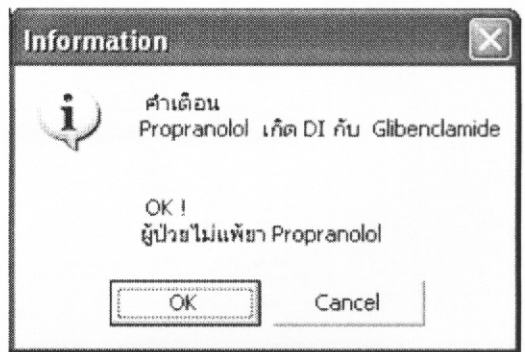 Information
คำเตือน
Propranolol เกิด DI กับ Glibenclamide
OK !
ผู้ป่วยไม่แพ้ยา Propranolol
OK
Cancel